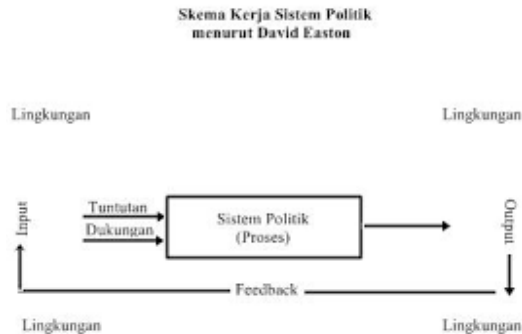 Skema Kerja Sistem Politik
menurut David Easton
Lingkungan
Lingkungan
Input
Tuntutan
Dukungan
Sistem Politik
(Proses)
Output
Feedback
Lingkungan
Lingkungan